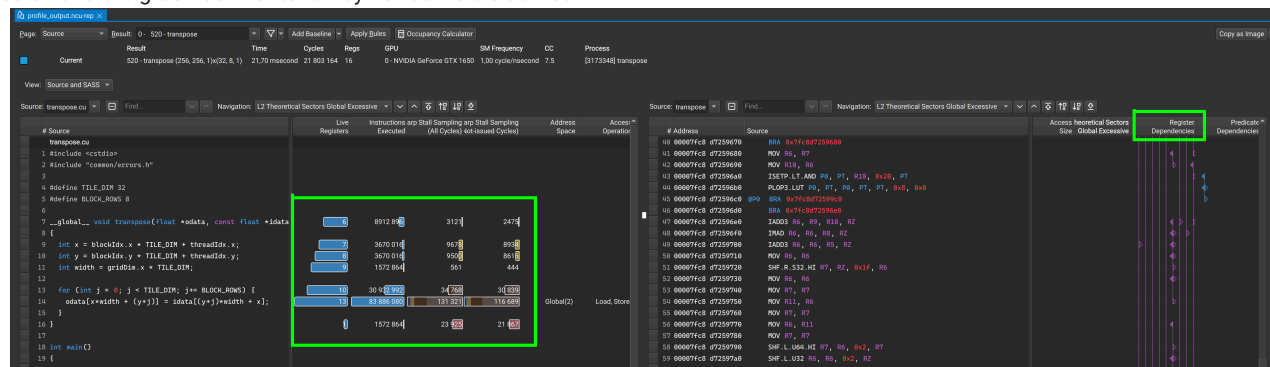 profile_output.ncu-rep ×
Page: Source Result: 0 - 520 - transpose Add Baseline Apply Rules Occupancy Calculator Copy as Image
Result Time Cycles Regs GPU SM Frequency CC Process
Current 520 - transpose (256, 256, 1)x(32, 8, 1) 21,70 msecond 21 803 164 16 0 - NVIDIA GeForce GTX 1650 1,00 cycle/nsecond 7.5 [3173348] transpose
View: Source and SASS
Source: transpose.cu Find... Navigation: L2 Theoretical Sectors Global Excessive
Live Instructions arp Stall Sampling arp Stall Sampling Address Acces
# Source Registers Executed (All Cycles) iot-issued Cycles) Space Operation
transpose.cu
1 #include <cstdio>
2 #include "common/errors.h"
3
4 #define TILE_DIM 32
5 #define BLOCK_ROWS 8
6
7 __global__ void transpose(float *odata, const float *idata 6 8912 896 3121 2475
8 {
9 int x = blockIdx.x * TILE_DIM + threadIdx.x; 7 3670 016 9678 8934
10 int y = blockIdx.y * TILE_DIM + threadIdx.y; 8 3670 016 9500 8616
11 int width = gridDim.x * TILE_DIM; 9 1572 864 561 444
12
13 for (int j = 0; j < TILE_DIM; j+= BLOCK_ROWS) { 10 30 932 992 34 768 30 839
14 odata[x*width + (y+j)] = idata[(y+j)*width + x]; 13 83 886 080 131 321 116 689 Global(2) Load, Store
15 }
16 } 1 1572 864 23 925 21 867
17
18 int main()
19 {
Source: transpose Find... Navigation: L2 Theoretical Sectors Global Excessive
Access heoretical Sectors Register Predicate
# Address Source Size Global Excessive Dependencies Dependencies
40 00007fc8 d7259670 BRA 0x7fc8d7259680
41 00007fc8 d7259680 MOV R6, R7
42 00007fc8 d7259690 MOV R10, R6
43 00007fc8 d72596a0 ISETP.LT.AND P0, PT, R10, 0x20, PT
44 00007fc8 d72596b0 PLOP3.LUT P0, PT, P0, PT, PT, 0x8, 0x0
45 00007fc8 d72596c0 @P0 BRA 0x7fc8d72599c0
46 00007fc8 d72596d0 BRA 0x7fc8d72596e0
47 00007fc8 d72596e0 IADD3 R6, R9, R10, RZ
48 00007fc8 d72596f0 IMAD R6, R6, R8, RZ
49 00007fc8 d7259700 IADD3 R6, R6, R5, RZ
50 00007fc8 d7259710 MOV R6, R6
51 00007fc8 d7259720 SHF.R.S32.HI R7, RZ, 0x1f, R6
52 00007fc8 d7259730 MOV R6, R6
53 00007fc8 d7259740 MOV R7, R7
54 00007fc8 d7259750 MOV R11, R6
55 00007fc8 d7259760 MOV R7, R7
56 00007fc8 d7259770 MOV R6, R11
57 00007fc8 d7259780 MOV R7, R7
58 00007fc8 d7259790 SHF.L.U64.HI R7, R6, 0x2, R7
59 00007fc8 d72597a0 SHF.L.U32 R6, R6, 0x2, RZ